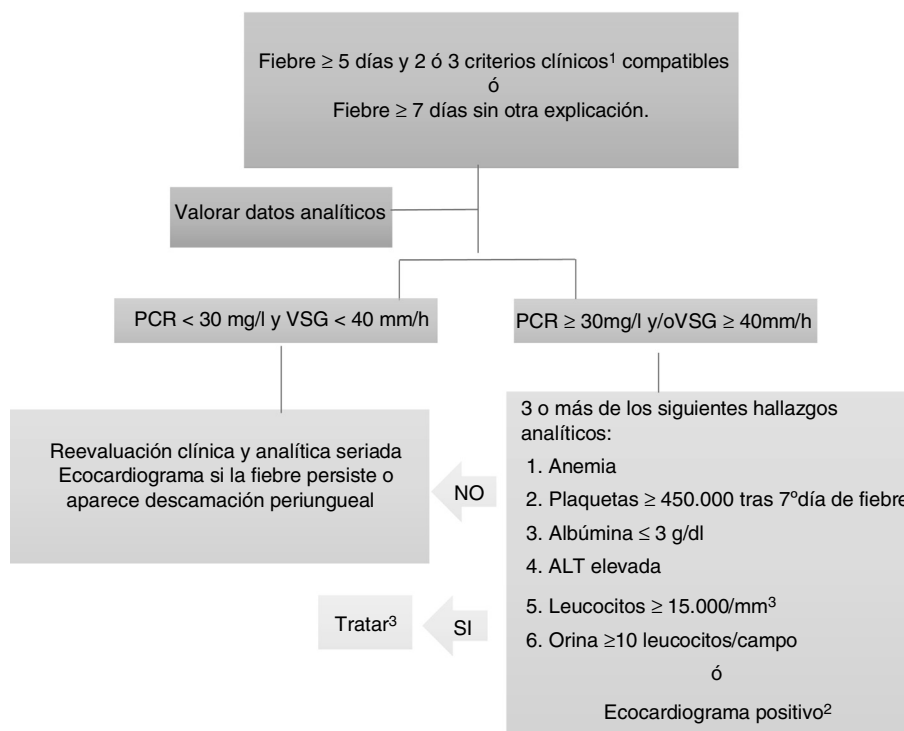 Fiebre ≥ 5 días y 2 ó 3 criterios clínicos¹ compatibles
ó
Fiebre ≥ 7 días sin otra explicación.
Valorar datos analíticos
PCR < 30 mg/l y VSG < 40 mm/h
PCR ≥ 30mg/l y/oVSG ≥ 40mm/h
Reevaluación clínica y analítica seriada
Ecocardiograma si la fiebre persiste o
aparece descamación periungueal
NO
3 o más de los siguientes hallazgos
analíticos:
1. Anemia
2. Plaquetas ≥ 450.000 tras 7ºdía de fiebre
3. Albúmina ≤ 3 g/dl
4. ALT elevada
5. Leucocitos ≥ 15.000/mm³
6. Orina ≥10 leucocitos/campo
ó
Ecocardiograma positivo²
SI
Tratar³